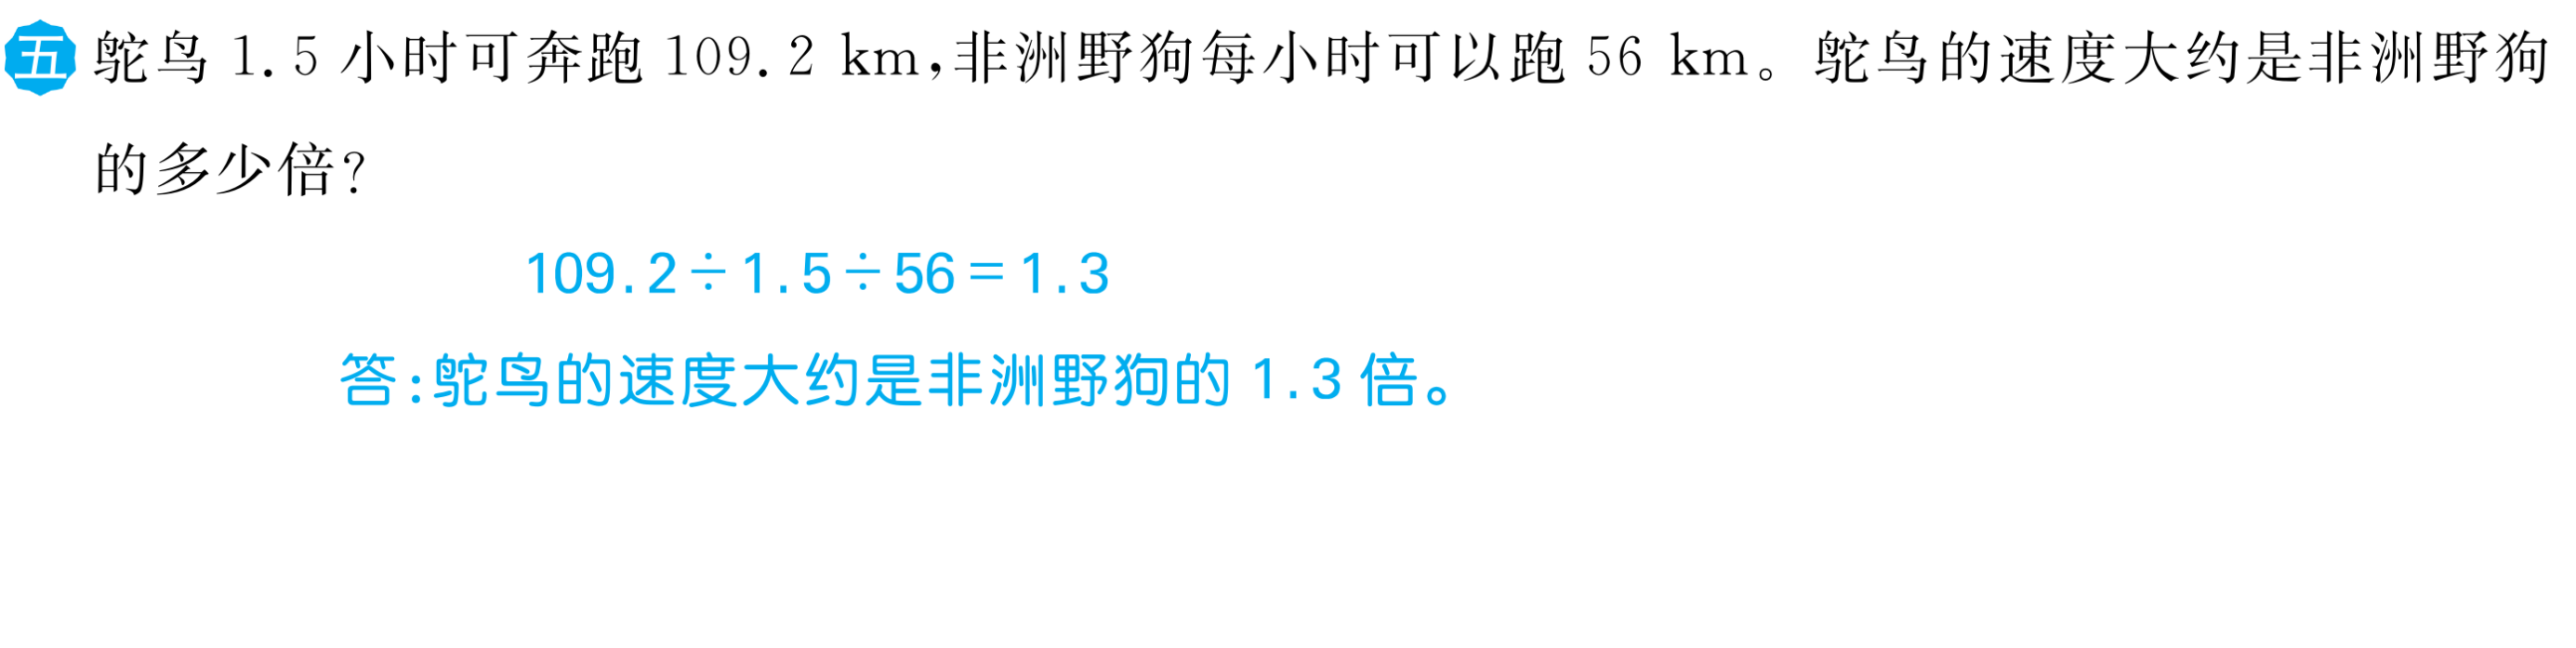 五 鸵鸟 1.5 小时可奔跑 109.2 km,非洲野狗每小时可以跑 56 km。鸵鸟的速度大约是非洲野狗
的多少倍?
109.2÷1.5÷56=1.3
答:鸵鸟的速度大约是非洲野狗的 1.3 倍。